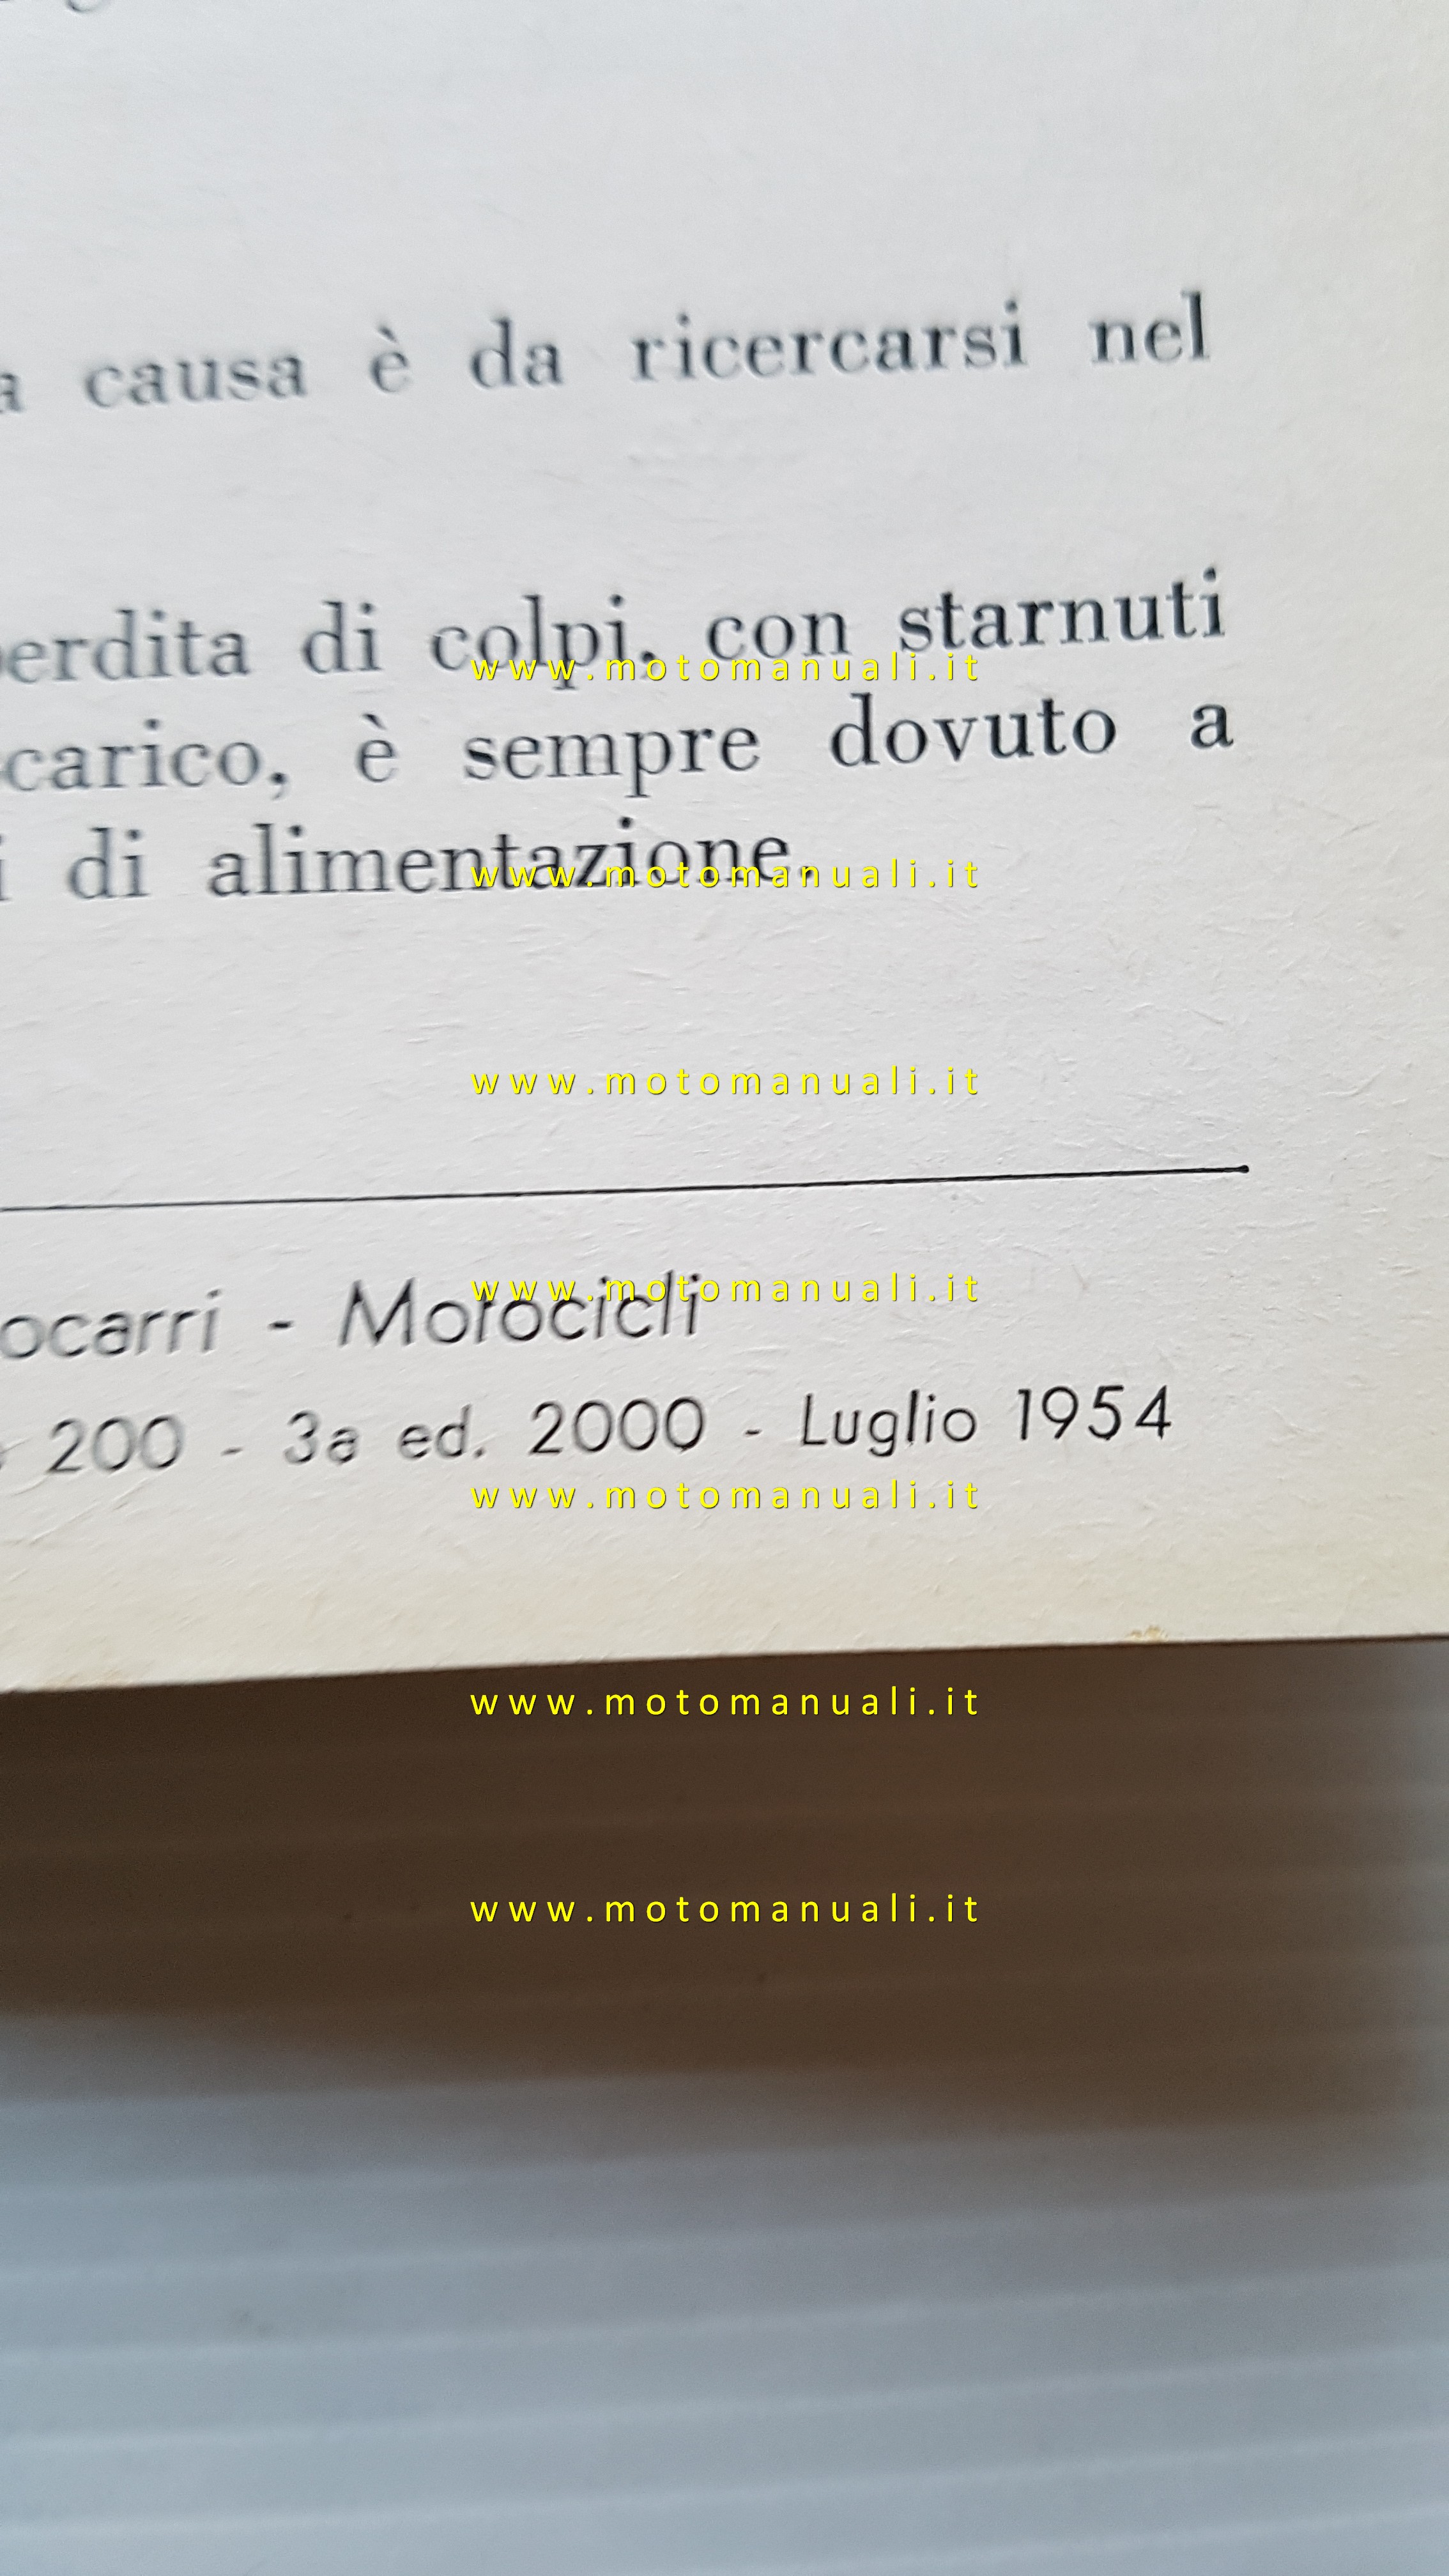 a causa è da ricercarsi nel
perdita di colpi, con starnuti
www.motomanuali.it
scarico, è sempre dovuto a
i di alimentazione.
www.motomanuali.it
www.motomanuali.it
ocarri - Motocicli
www.motomanuali.it
200 - 3a ed. 2000 - Luglio 1954
www.motomanuali.it
www.motomanuali.it
www.motomanuali.it